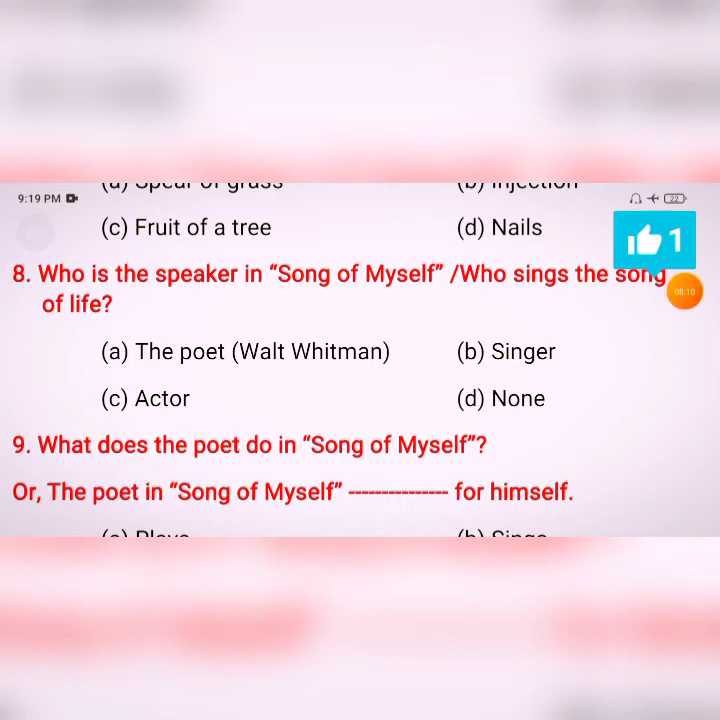 9:19 PM
22
(c) Fruit of a tree (d) Nails
1
8. Who is the speaker in “Song of Myself” /Who sings the song
08:10
of life?
(a) The poet (Walt Whitman) (b) Singer
(c) Actor (d) None
9. What does the poet do in “Song of Myself”?
Or, The poet in “Song of Myself” --------------- for himself.